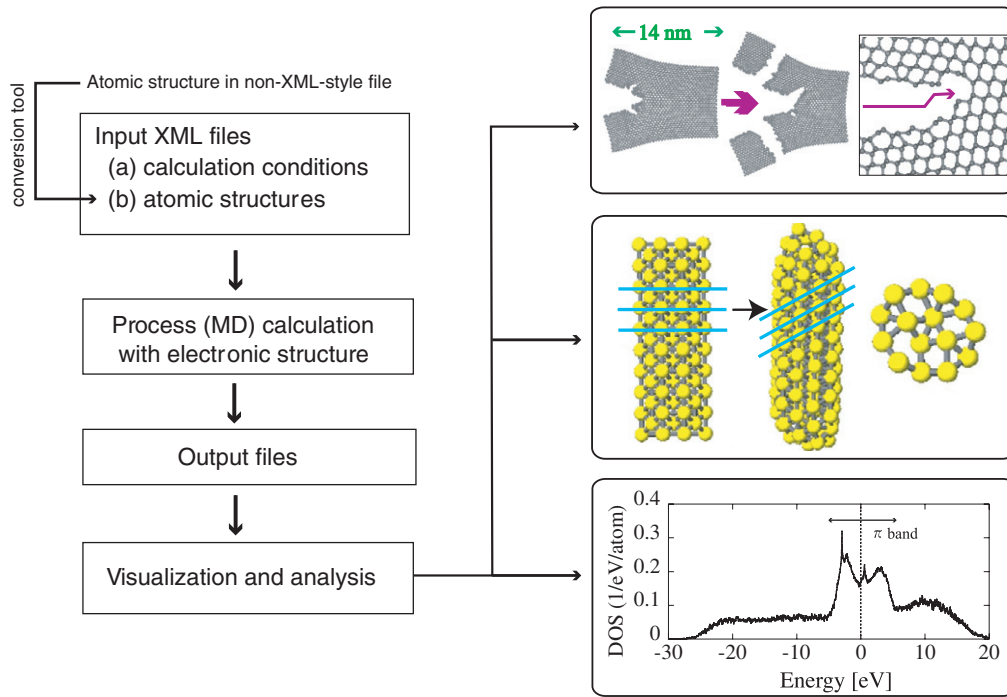 Atomic structure in non-XML-style file
conversion tool
Input XML files
(a) calculation conditions
(b) atomic structures
Process (MD) calculation
with electronic structure
Output files
Visualization and analysis
14 nm
DOS (1/eV/atom)
0.4
0.3
0.2
0.1
0
π band
-30
-20
-10
0
10
20
Energy [eV]